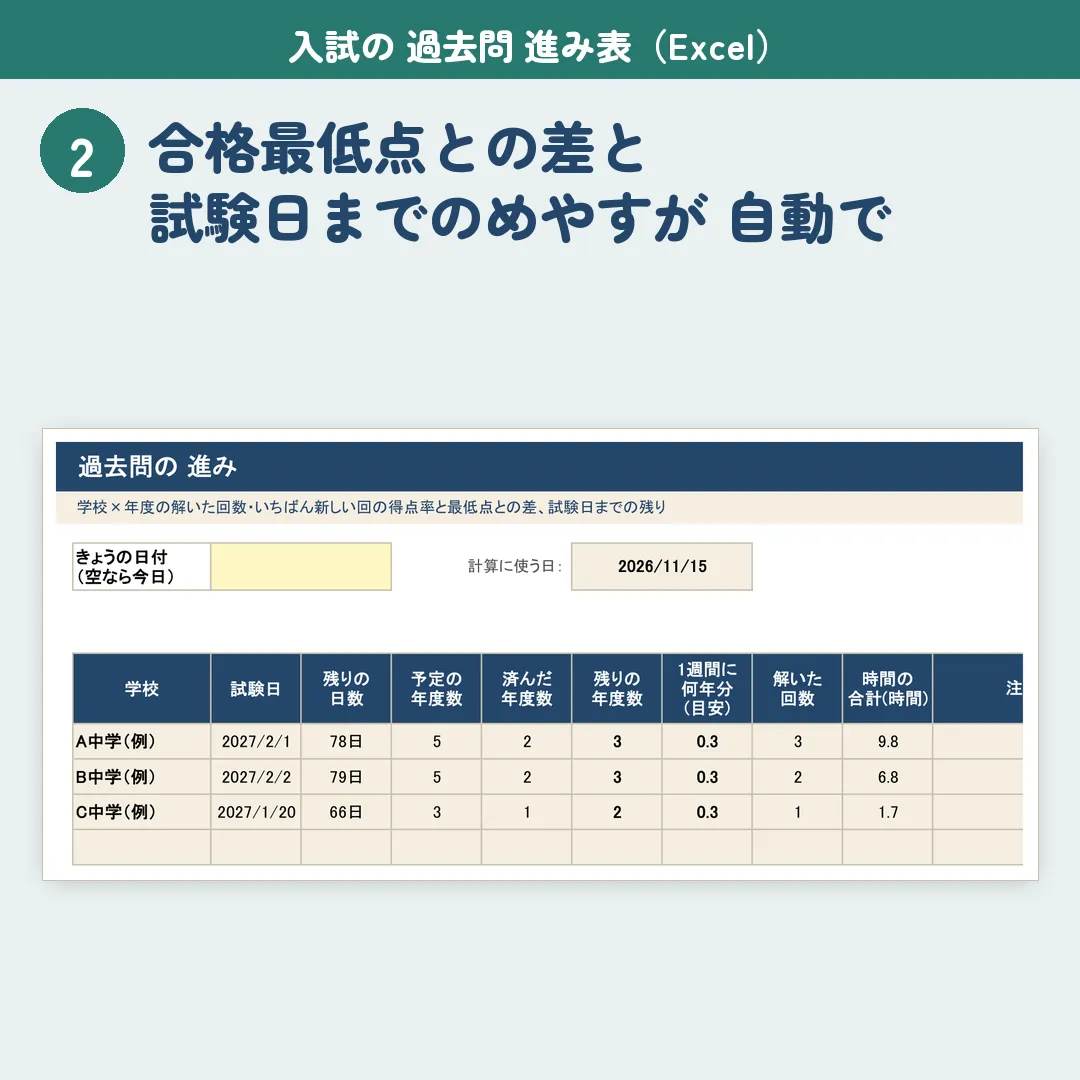 入試の 過去問 進み表（Excel）
2
合格最低点との差と
試験日までのめやすが 自動で
過去問の 進み
学校×年度の解いた回数・いちばん新しい回の得点率と最低点との差、試験日までの残り
きょうの日付
（空なら今日）
計算に使う日：
2026/11/15
学校 試験日 残りの日数 予定の年度数 済んだ年度数 残りの年度数 1週間に何年分（目安） 解いた回数 時間の合計(時間) 注
A中学（例） 2027/2/1 78日 5 2 3 0.3 3 9.8
B中学（例） 2027/2/2 79日 5 2 3 0.3 2 6.8
C中学（例） 2027/1/20 66日 3 1 2 0.3 1 1.7